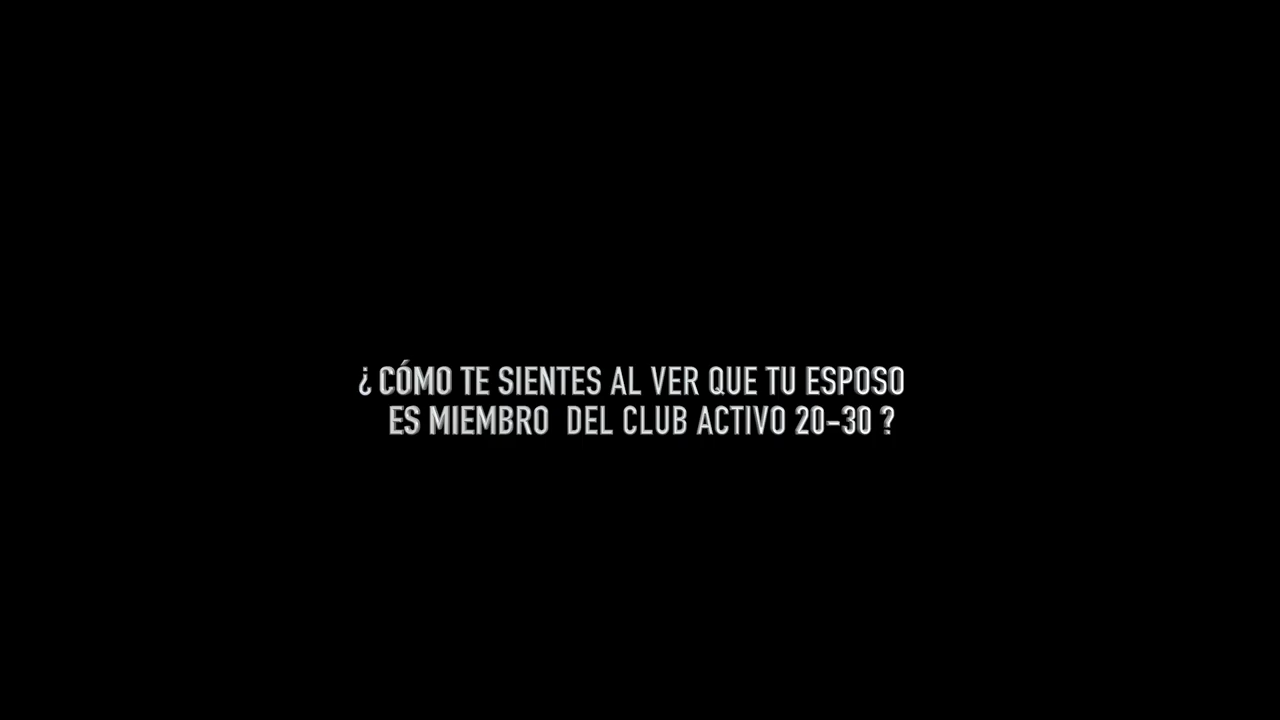 ¿ CÓMO TE SIENTES AL VER QUE TU ESPOSO
ES MIEMBRO DEL CLUB ACTIVO 20-30 ?